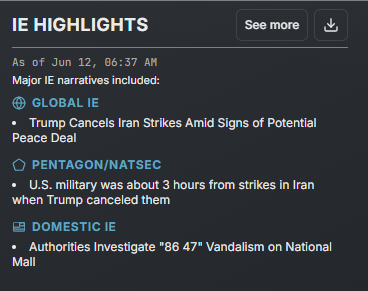 IE HIGHLIGHTS
See more
As of Jun 12, 06:37 AM
Major IE narratives included:
GLOBAL IE
• Trump Cancels Iran Strikes Amid Signs of Potential
Peace Deal
PENTAGON/NATSEC
• U.S. military was about 3 hours from strikes in Iran
when Trump canceled them
DOMESTIC IE
• Authorities Investigate "86 47" Vandalism on National
Mall